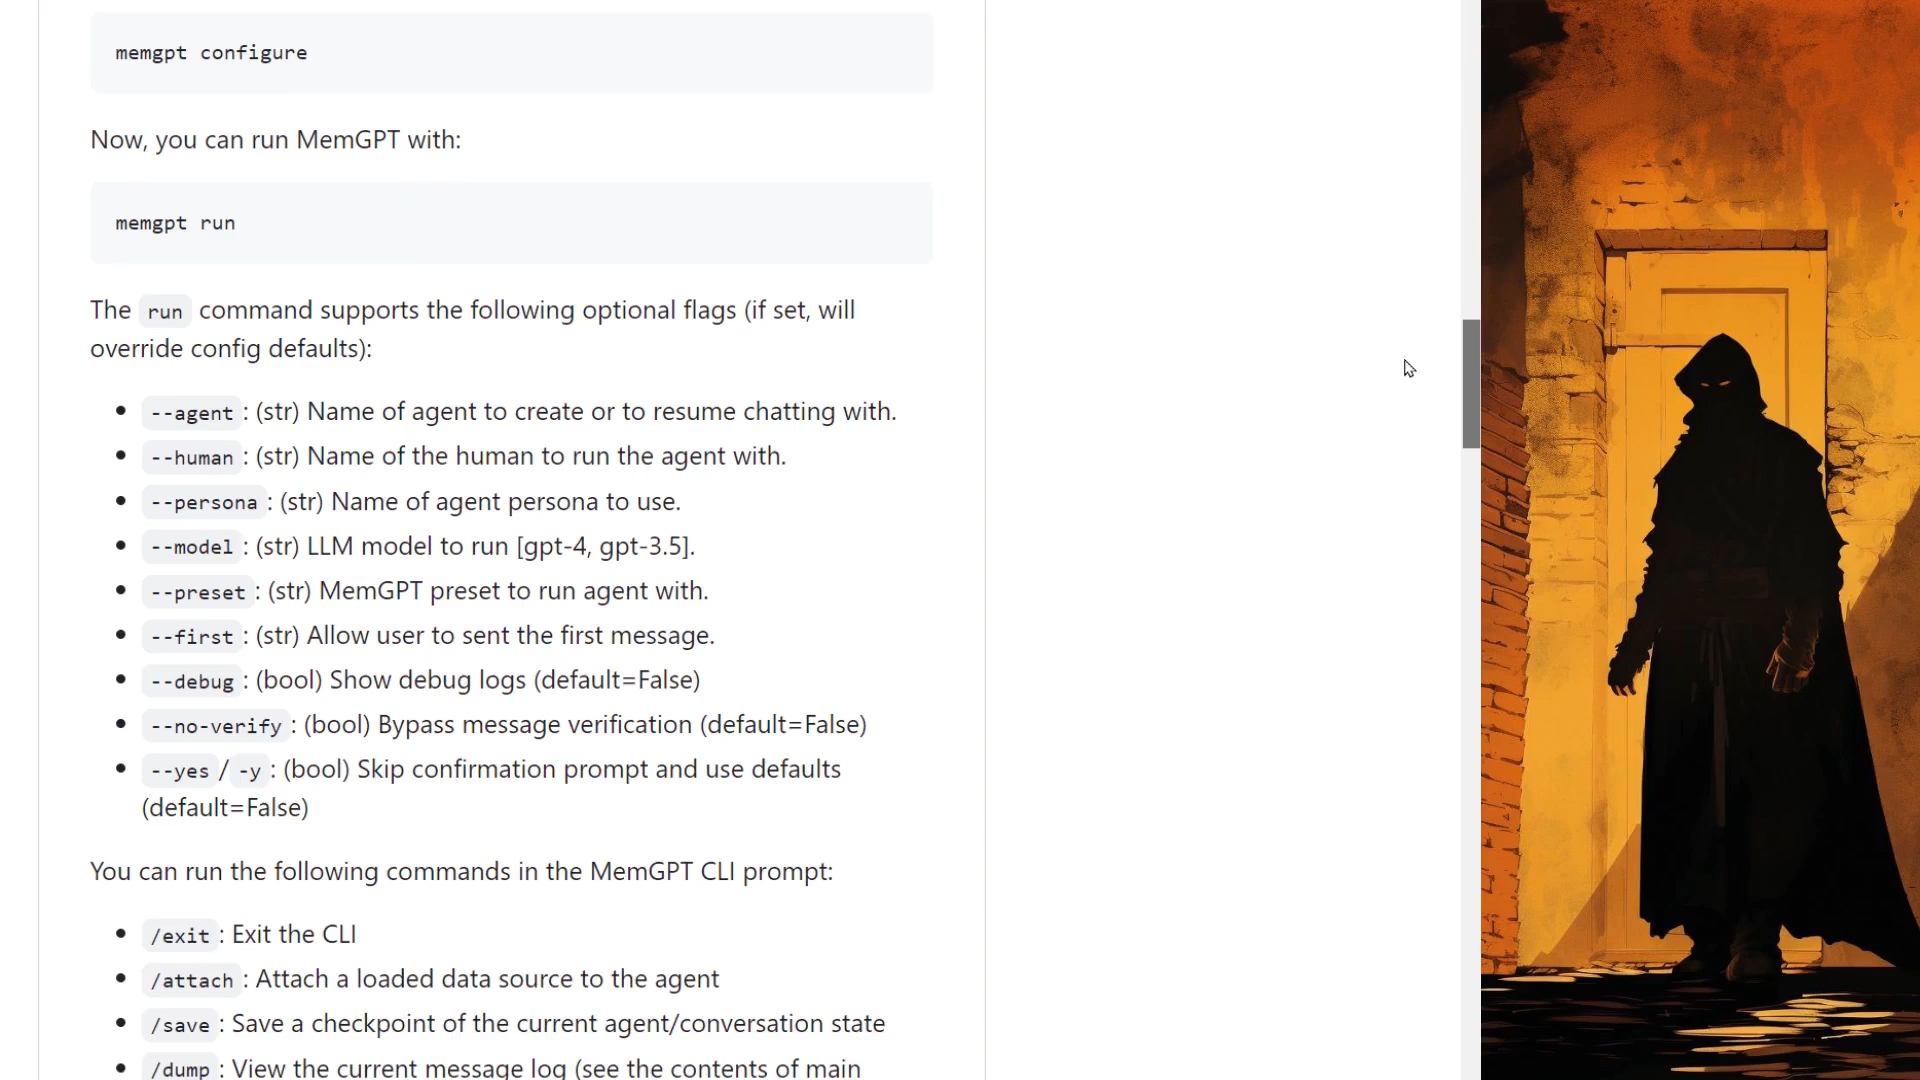 memgpt configure
Now, you can run MemGPT with:
memgpt run
The run command supports the following optional flags (if set, will
override config defaults):
--agent: (str) Name of agent to create or to resume chatting with.
--human: (str) Name of the human to run the agent with.
--persona: (str) Name of agent persona to use.
--model: (str) LLM model to run [gpt-4, gpt-3.5].
--preset: (str) MemGPT preset to run agent with.
--first: (str) Allow user to sent the first message.
--debug: (bool) Show debug logs (default=False)
--no-verify: (bool) Bypass message verification (default=False)
--yes/-y: (bool) Skip confirmation prompt and use defaults
(default=False)
You can run the following commands in the MemGPT CLI prompt:
/exit: Exit the CLI
/attach: Attach a loaded data source to the agent
/save: Save a checkpoint of the current agent/conversation state
/dump: View the current message log (see the contents of main